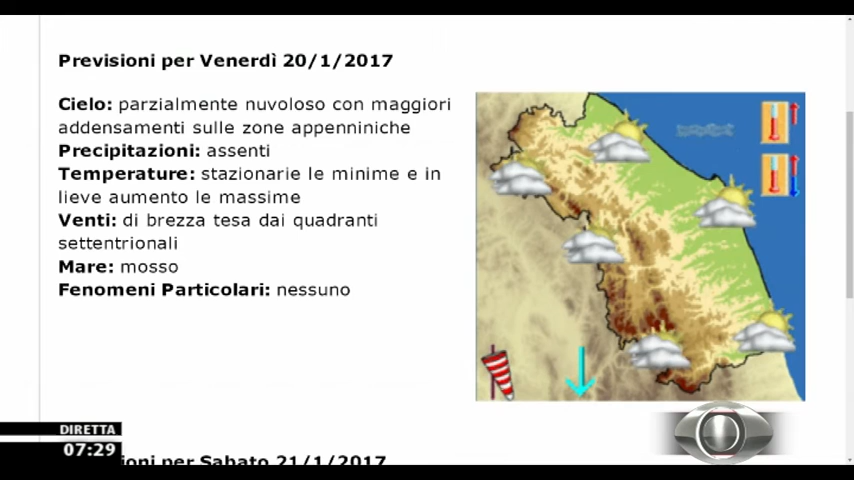 Previsioni per Venerdì 20/1/2017
Cielo: parzialmente nuvoloso con maggiori
addensamenti sulle zone appenniniche
Precipitazioni: assenti
Temperature: stazionarie le minime e in
lieve aumento le massime
Venti: di brezza tesa dai quadranti
settentrionali
Mare: mosso
Fenomeni Particolari: nessuno
DIRETTA
07:29
ioni per Sabato 21/1/2017